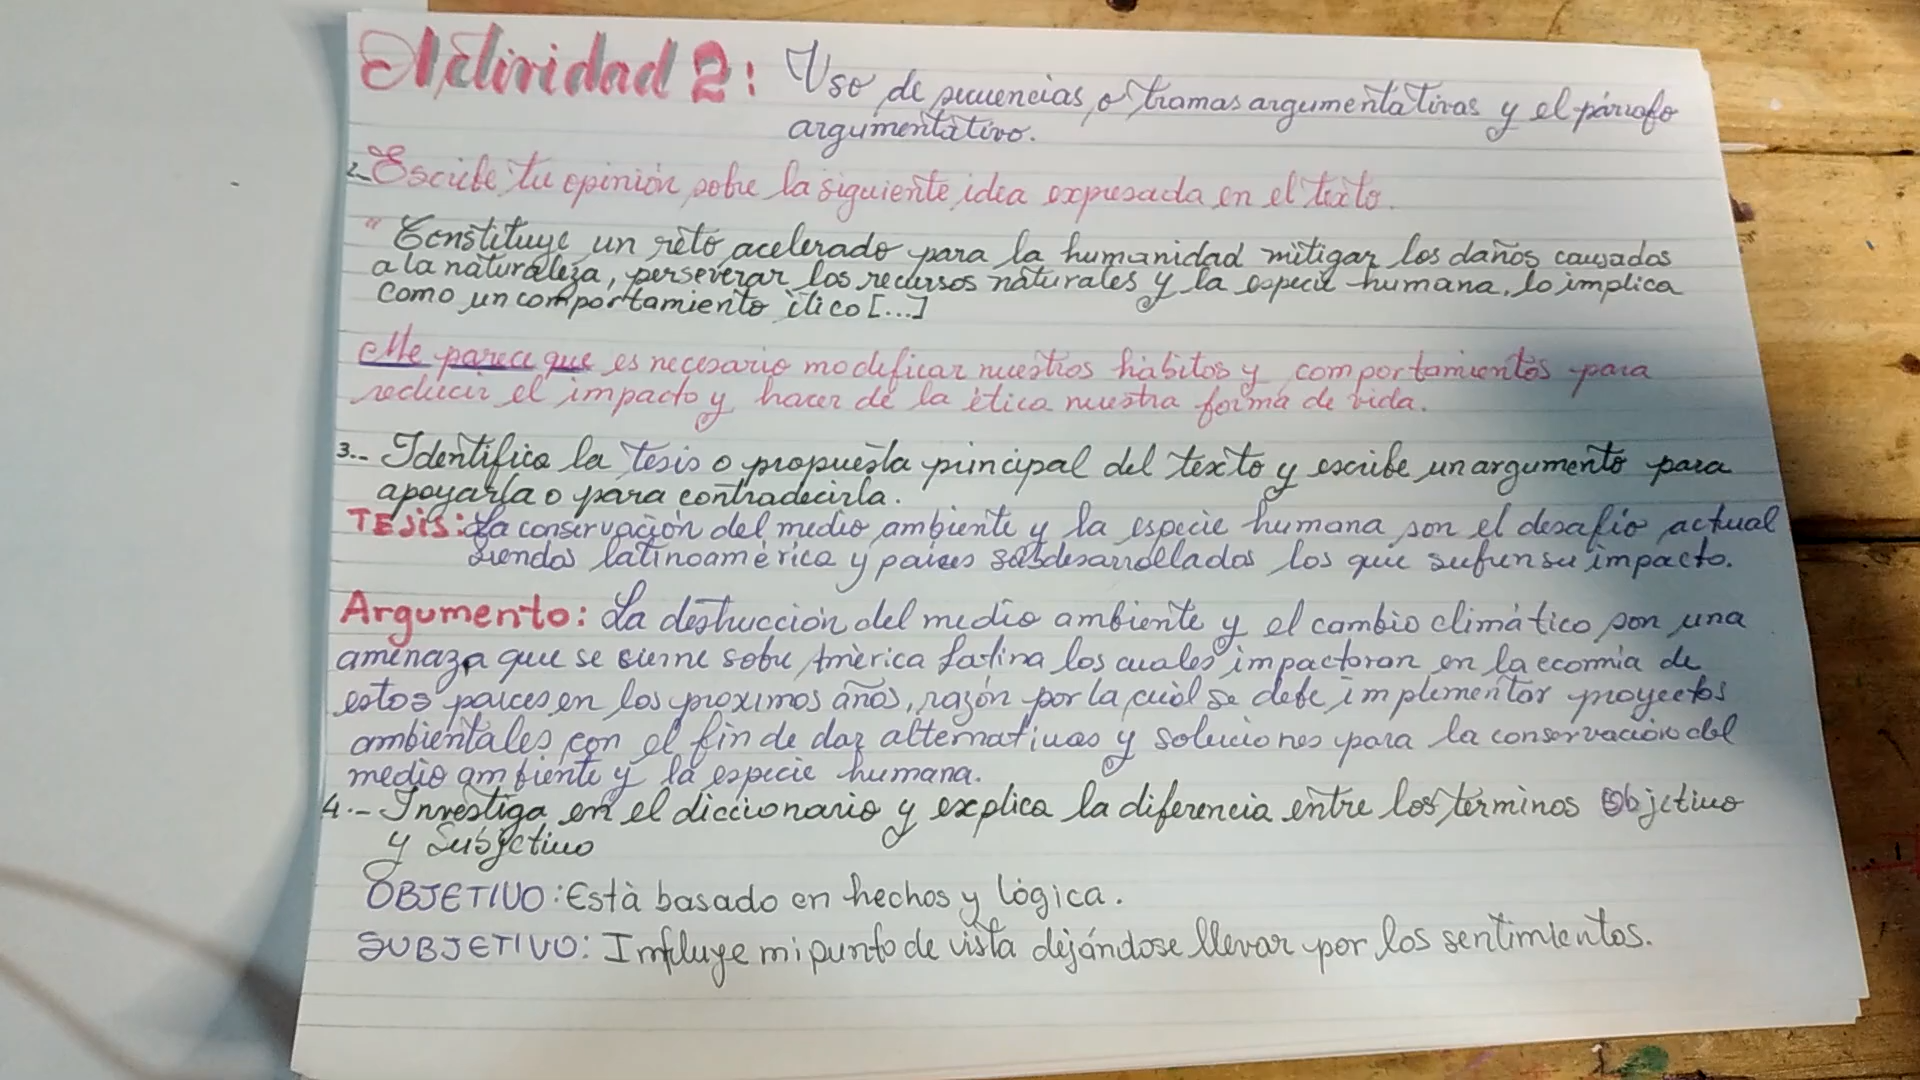 Actividad 2: Uso de secuencias o tramas argumentativas y el párrafo
argumentativo.
2- Escribe tu opinión sobre la siguiente idea expresada en el texto.
" Constituye un reto acelerado para la humanidad mitigar los daños causados
a la naturaleza, perseverar los recursos naturales y la especie humana, lo implica
como un comportamiento ético [...]
Me parece que es necesario modificar nuestros hábitos y comportamientos para
reducir el impacto y hacer de la ética nuestra forma de vida.
3.- Identifica la tesis o propuesta principal del texto y escribe un argumento para
apoyarla o para contradecirla.
TESIS: La conservación del medio ambiente y la especie humana son el desafío actual
siendo latinoamérica y países subdesarrollados los que sufren su impacto.
Argumento: La destrucción del medio ambiente y el cambio climático son una
amenaza que se cierne sobre América Latina los cuales impactaran en la ecomia de
estos paíces en los proximos años, razón por la cuál se debe implementar proyectos
ambientales con el fin de dar alternativas y soluciones para la conservación del
medio ambiente y la especie humana.
4.- Investiga en el diccionario y explica la diferencia entre los términos Objetivo
y Subjetivo
OBJETIVO: Está basado en hechos y lógica.
SUBJETIVO: Influye mi punto de vista dejándose llevar por los sentimientos.